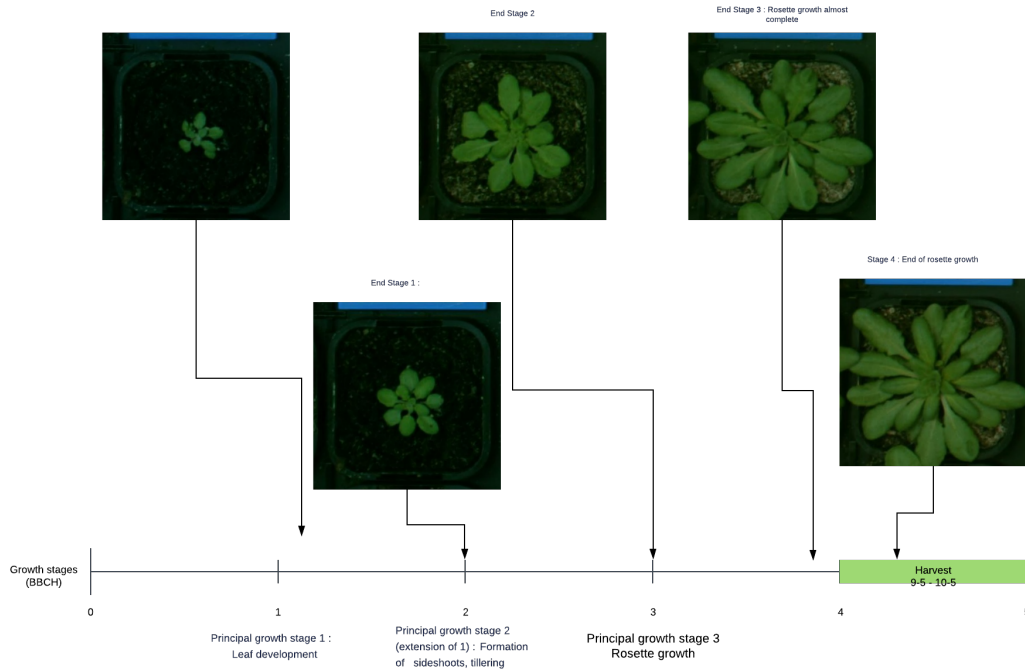 End Stage 2
End Stage 3 : Rosette growth almost
complete
Stage 4 : End of rosette growth
End Stage 1 :
Growth stages
(BBCH)
Harvest
9-5 - 10-5
0
1
2
3
4
5
Principal growth stage 1 :
Leaf development
Principal growth stage 2
(extension of 1) : Formation
of sideshoots, tillering
Principal growth stage 3
Rosette growth